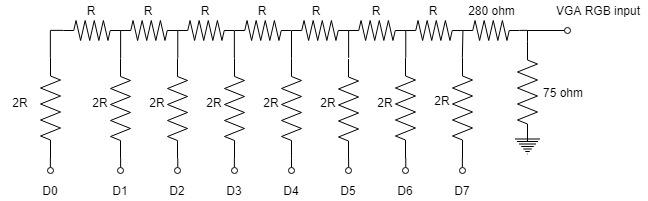 R R R R R R R 280 ohm VGA RGB input
2R 2R 2R 2R 2R 2R 2R 2R 75 ohm
D0 D1 D2 D3 D4 D5 D6 D7